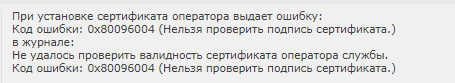 При установке сертификата оператора выдает ошибку:
Код ошибки: 0x80096004 (Нельзя проверить подпись сертификата.)
в журнале:
Не удалось проверить валидность сертификата оператора службы.
Код ошибки: 0x80096004 (Нельзя проверить подпись сертификата.)